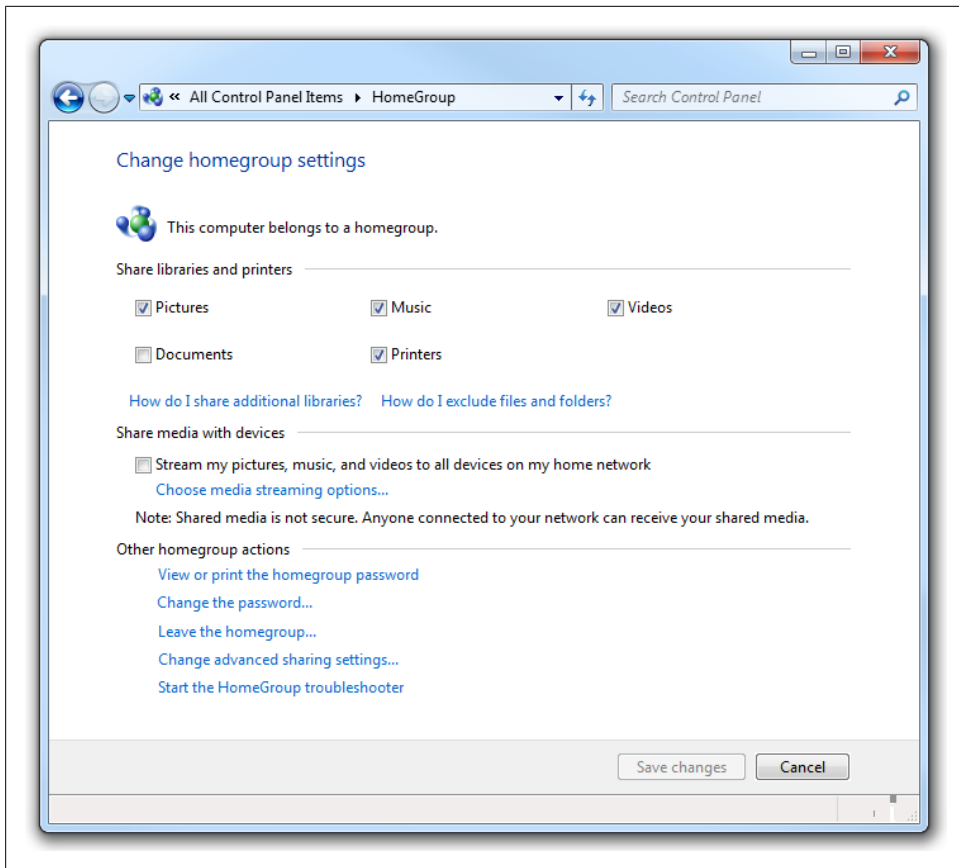 « All Control Panel Items ▸ HomeGroup Search Control Panel
Change homegroup settings
This computer belongs to a homegroup.
Share libraries and printers
Pictures Music Videos
Documents Printers
How do I share additional libraries? How do I exclude files and folders?
Share media with devices
Stream my pictures, music, and videos to all devices on my home network
Choose media streaming options...
Note: Shared media is not secure. Anyone connected to your network can receive your shared media.
Other homegroup actions
View or print the homegroup password
Change the password...
Leave the homegroup...
Change advanced sharing settings...
Start the HomeGroup troubleshooter
Save changes Cancel